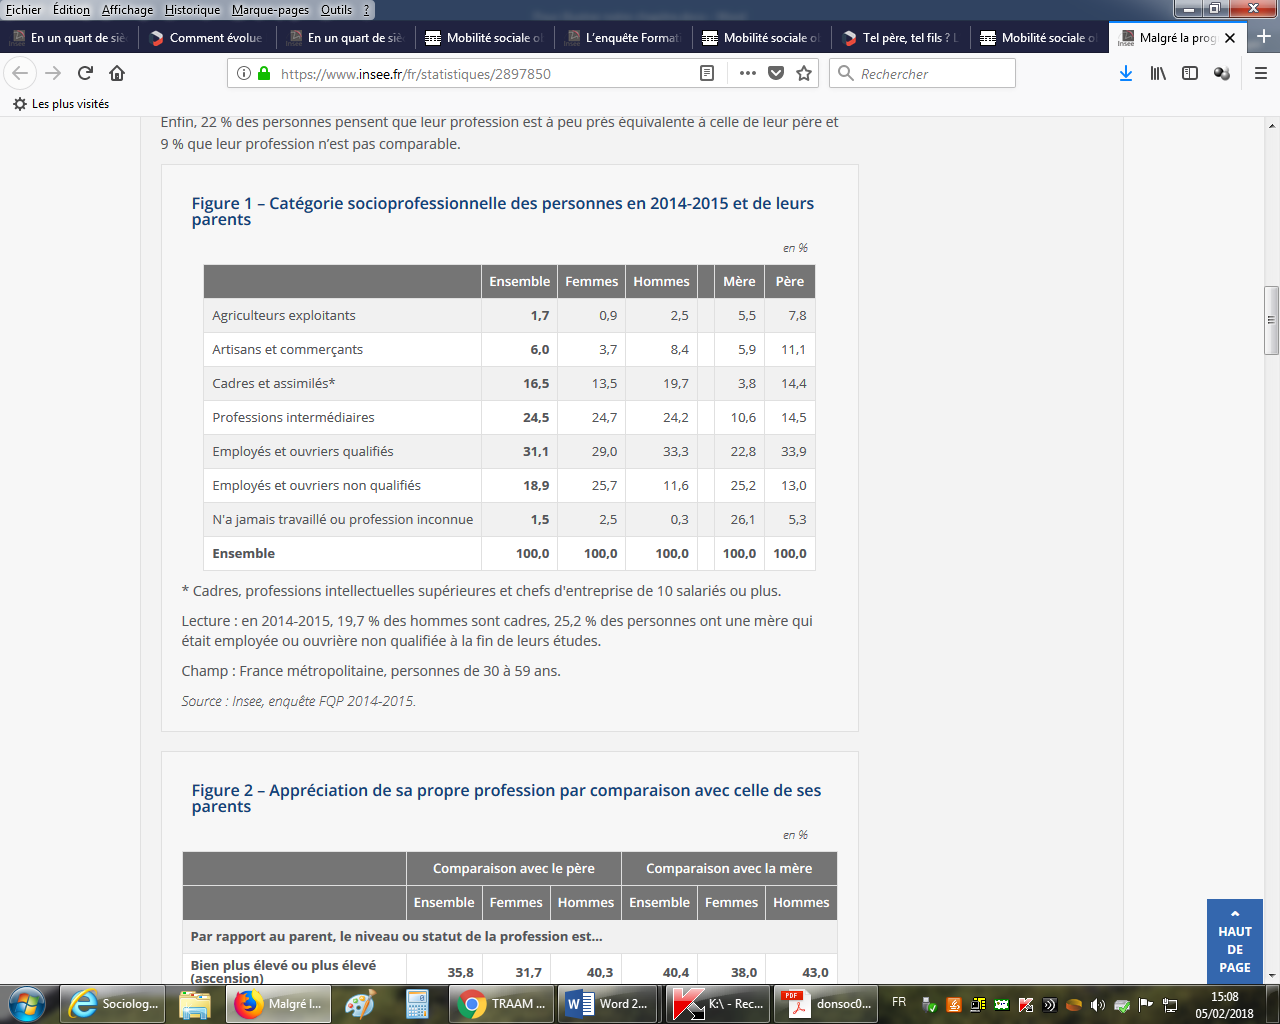 Fichier Édition Affichage Historique Marque-pages Outils ?
En un quart de siè Comment évolue En un quart de siè Mobilité sociale ol L'enquête Formati Mobilité sociale ol Tel père, tel fils ? L Mobilité sociale ol Malgré la prog
https://www.insee.fr/fr/statistiques/2897850 Rechercher
Les plus visités
Enfin, 22 % des personnes pensent que leur profession est à peu près équivalente à celle de leur père et
9 % que leur profession n'est pas comparable.
Figure 1 – Catégorie socioprofessionnelle des personnes en 2014-2015 et de leurs
parents
en %
Ensemble Femmes Hommes Mère Père
Agriculteurs exploitants 1,7 0,9 2,5 5,5 7,8
Artisans et commerçants 6,0 3,7 8,4 5,9 11,1
Cadres et assimilés* 16,5 13,5 19,7 3,8 14,4
Professions intermédiaires 24,5 24,7 24,2 10,6 14,5
Employés et ouvriers qualifiés 31,1 29,0 33,3 22,8 33,9
Employés et ouvriers non qualifiés 18,9 25,7 11,6 25,2 13,0
N'a jamais travaillé ou profession inconnue 1,5 2,5 0,3 26,1 5,3
Ensemble 100,0 100,0 100,0 100,0 100,0
* Cadres, professions intellectuelles supérieures et chefs d'entreprise de 10 salariés ou plus.
Lecture : en 2014-2015, 19,7 % des hommes sont cadres, 25,2 % des personnes ont une mère qui
était employée ou ouvrière non qualifiée à la fin de leurs études.
Champ : France métropolitaine, personnes de 30 à 59 ans.
Source : Insee, enquête FQP 2014-2015.
Figure 2 – Appréciation de sa propre profession par comparaison avec celle de ses
parents
en %
Comparaison avec le père Comparaison avec la mère
Ensemble Femmes Hommes Ensemble Femmes Hommes
Par rapport au parent, le niveau ou statut de la profession est...
Bien plus élevé ou plus élevé
(ascension) 35,8 31,7 40,3 40,4 38,0 43,0
HAUT
DE
PAGE
Sociolog... Malgré l... TRAAM ... Word 2... K:\ - Rec... donsoc0... FR 15:08
05/02/2018